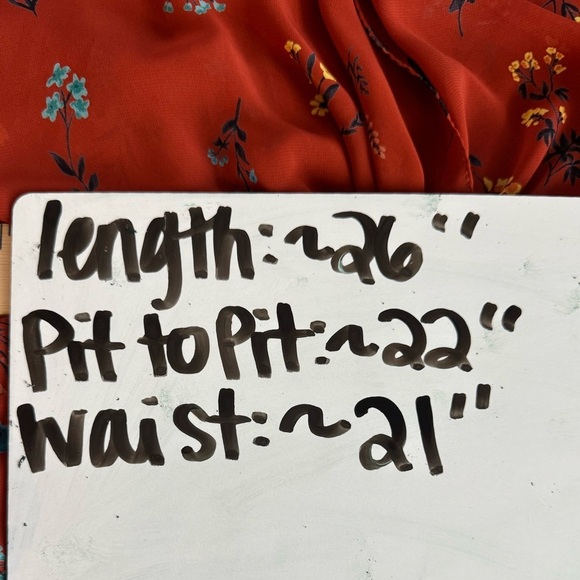 length: ~26"
Pit to Pit: ~22"
waist: ~21"